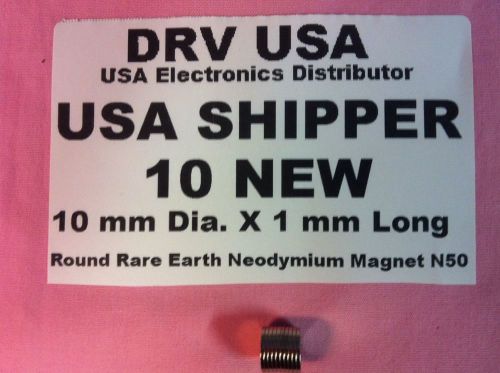 DRV USA
USA Electronics Distributor
USA SHIPPER
10 NEW
10 mm Dia. X 1 mm Long
Round Rare Earth Neodymium Magnet N50